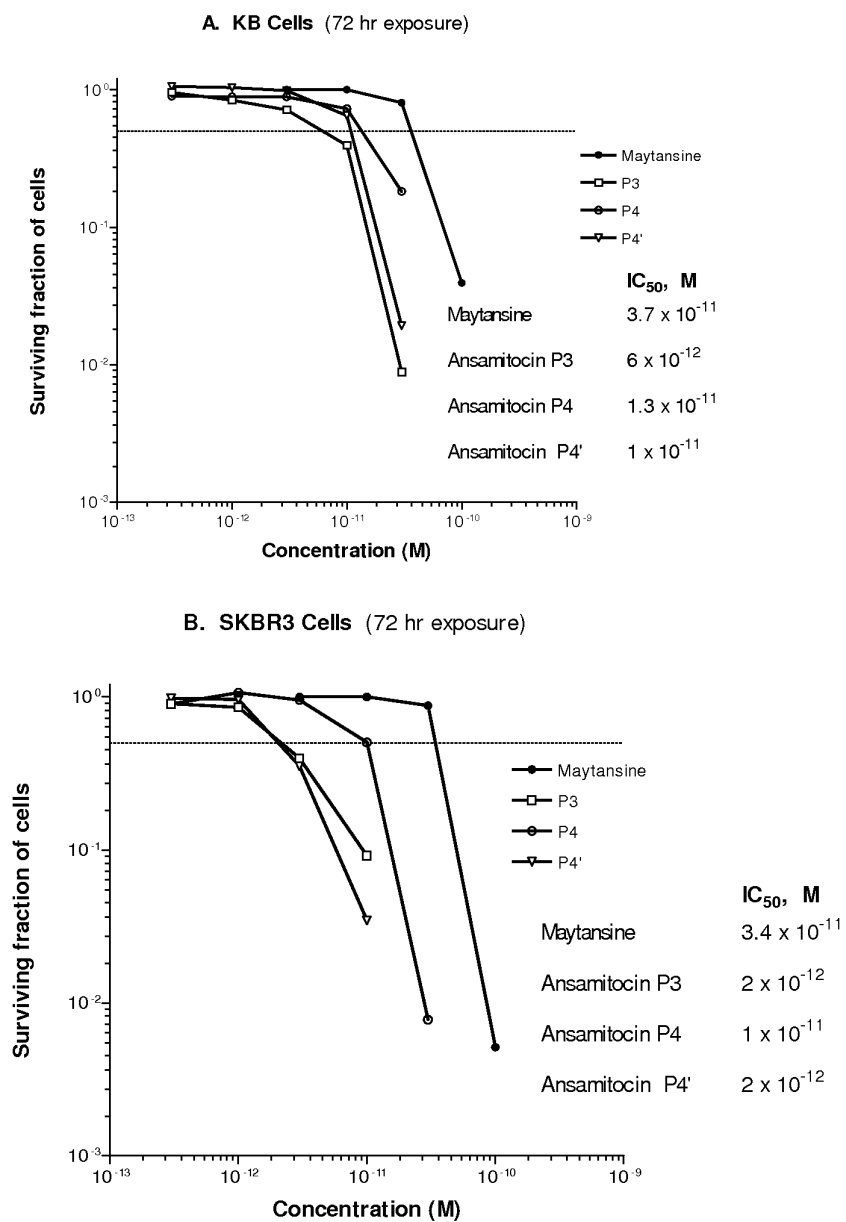 A. KB Cells (72 hr exposure)
Surviving fraction of cells
10⁰
10⁻¹
10⁻²
10⁻³
10⁻¹³
10⁻¹²
10⁻¹¹
10⁻¹⁰
10⁻⁹
Concentration (M)
Maytansine
P3
P4
P4'
IC₅₀, M
Maytansine 3.7 x 10⁻¹¹
Ansamitocin P3 6 x 10⁻¹²
Ansamitocin P4 1.3 x 10⁻¹¹
Ansamitocin P4' 1 x 10⁻¹¹
B. SKBR3 Cells (72 hr exposure)
Surviving fraction of cells
10⁰
10⁻¹
10⁻²
10⁻³
10⁻¹³
10⁻¹²
10⁻¹¹
10⁻¹⁰
10⁻⁹
Concentration (M)
Maytansine
P3
P4
P4'
IC₅₀, M
Maytansine 3.4 x 10⁻¹¹
Ansamitocin P3 2 x 10⁻¹²
Ansamitocin P4 1 x 10⁻¹¹
Ansamitocin P4' 2 x 10⁻¹²